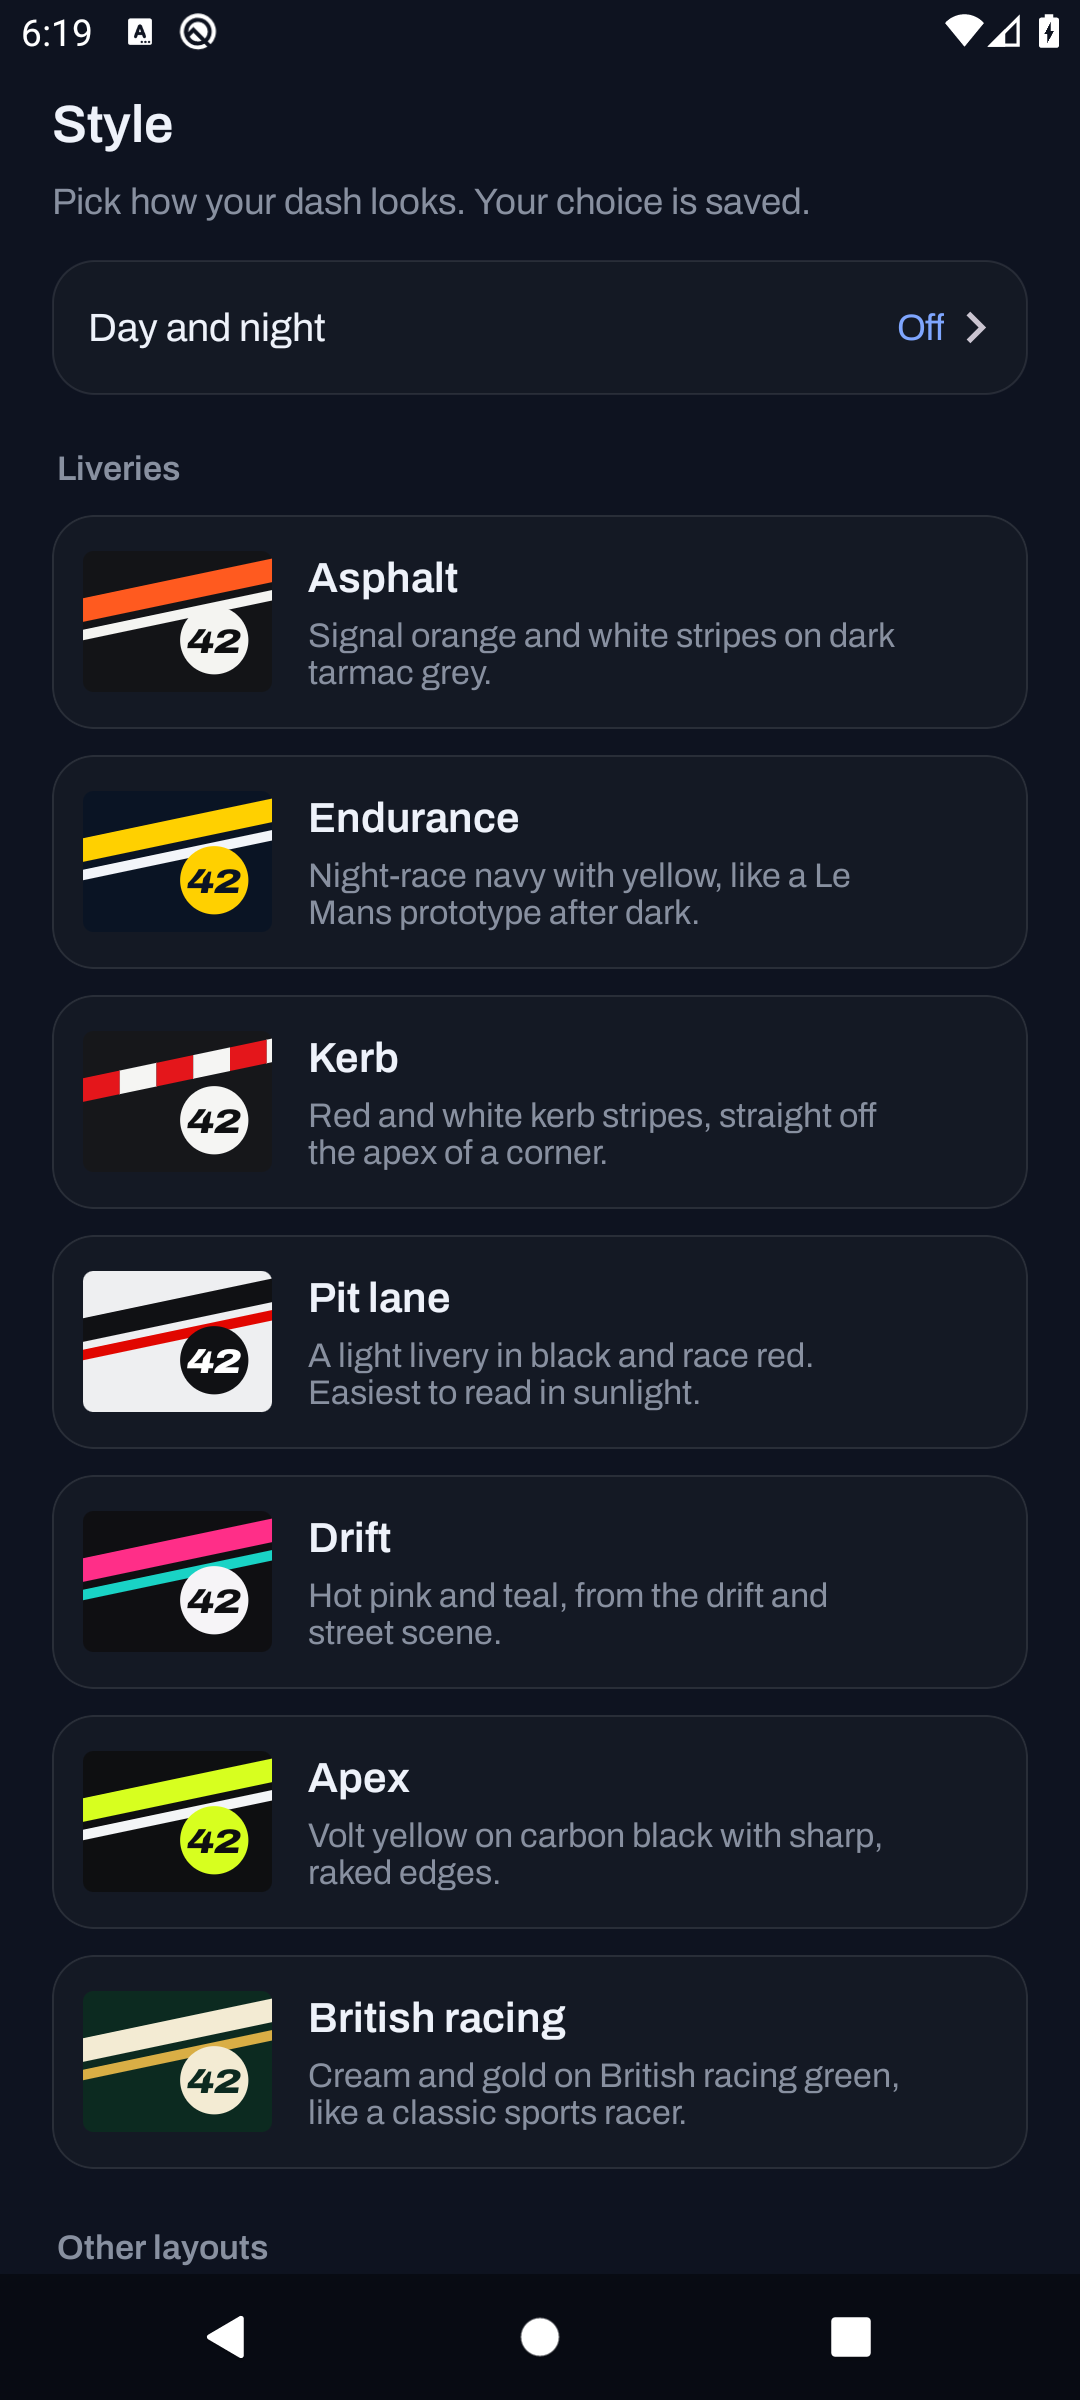 6:19
Style
Pick how your dash looks. Your choice is saved.
Day and night
Off
Liveries
42
Asphalt
Signal orange and white stripes on dark
tarmac grey.
42
Endurance
Night-race navy with yellow, like a Le
Mans prototype after dark.
42
Kerb
Red and white kerb stripes, straight off
the apex of a corner.
42
Pit lane
A light livery in black and race red.
Easiest to read in sunlight.
42
Drift
Hot pink and teal, from the drift and
street scene.
42
Apex
Volt yellow on carbon black with sharp,
raked edges.
42
British racing
Cream and gold on British racing green,
like a classic sports racer.
Other layouts